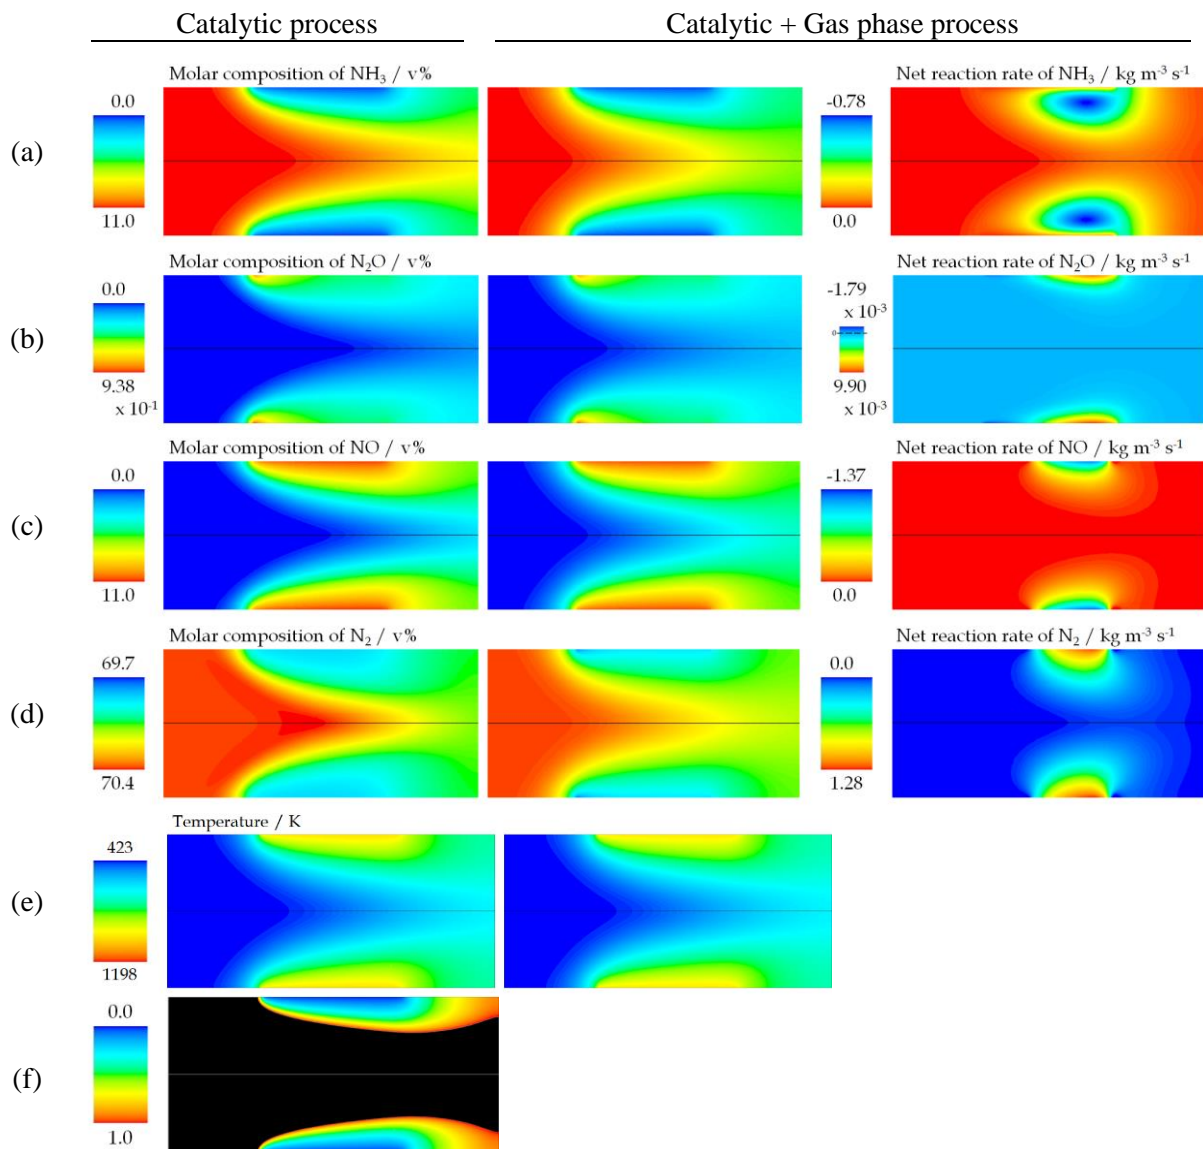 Catalytic process
Catalytic + Gas phase process
(a)
Molar composition of NH₃ / v%
0.0
11.0
Net reaction rate of NH₃ / kg m⁻³ s⁻¹
-0.78
0.0
(b)
Molar composition of N₂O / v%
0.0
9.38
x 10⁻¹
Net reaction rate of N₂O / kg m⁻³ s⁻¹
-1.79
x 10⁻³
0
9.90
x 10⁻³
(c)
Molar composition of NO / v%
0.0
11.0
Net reaction rate of NO / kg m⁻³ s⁻¹
-1.37
0.0
(d)
Molar composition of N₂ / v%
69.7
70.4
Net reaction rate of N₂ / kg m⁻³ s⁻¹
0.0
1.28
(e)
Temperature / K
423
1198
(f)
0.0
1.0